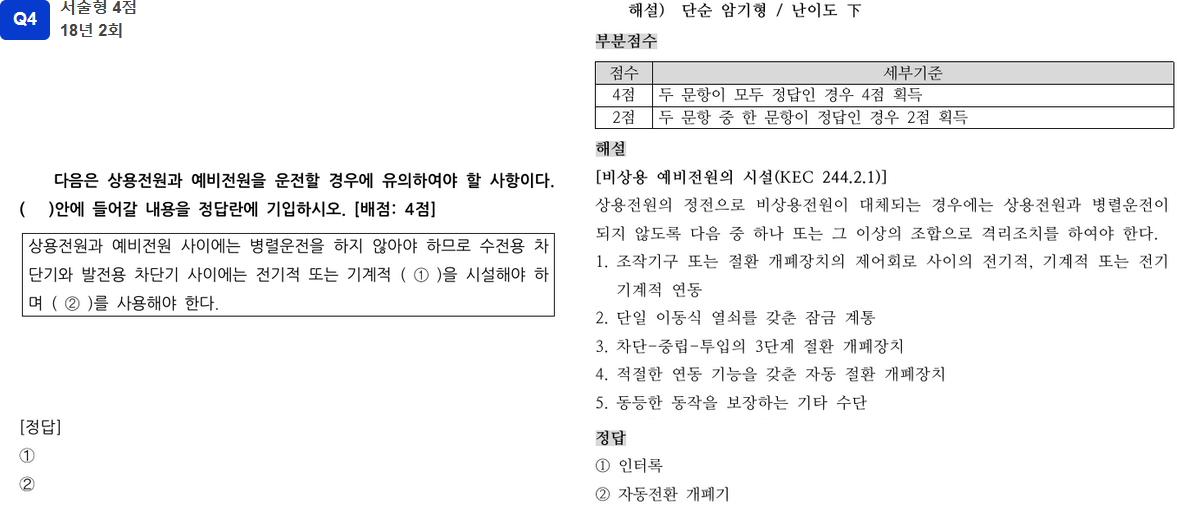 Q4
서술형 4점
18년 2회
다음은 상용전원과 예비전원을 운전할 경우에 유의하여야 할 사항이다.
(    )안에 들어갈 내용을 정답란에 기입하시오. [배점: 4점]
상용전원과 예비전원 사이에는 병렬운전을 하지 않아야 하므로 수전용 차
단기와 발전용 차단기 사이에는 전기적 또는 기계적 ( ① )을 시설해야 하
며 ( ② )를 사용해야 한다.
[정답]
①
②
해설) 단순 암기형 / 난이도 下
부분점수
점수 세부기준
4점 두 문항이 모두 정답인 경우 4점 획득
2점 두 문항 중 한 문항이 정답인 경우 2점 획득
해설
[비상용 예비전원의 시설(KEC 244.2.1)]
상용전원의 정전으로 비상용전원이 대체되는 경우에는 상용전원과 병렬운전이
되지 않도록 다음 중 하나 또는 그 이상의 조합으로 격리조치를 하여야 한다.
1. 조작기구 또는 절환 개폐장치의 제어회로 사이의 전기적, 기계적 또는 전기
기계적 연동
2. 단일 이동식 열쇠를 갖춘 잠금 계통
3. 차단-중립-투입의 3단계 절환 개폐장치
4. 적절한 연동 기능을 갖춘 자동 절환 개폐장치
5. 동등한 동작을 보장하는 기타 수단
정답
① 인터록
② 자동전환 개폐기